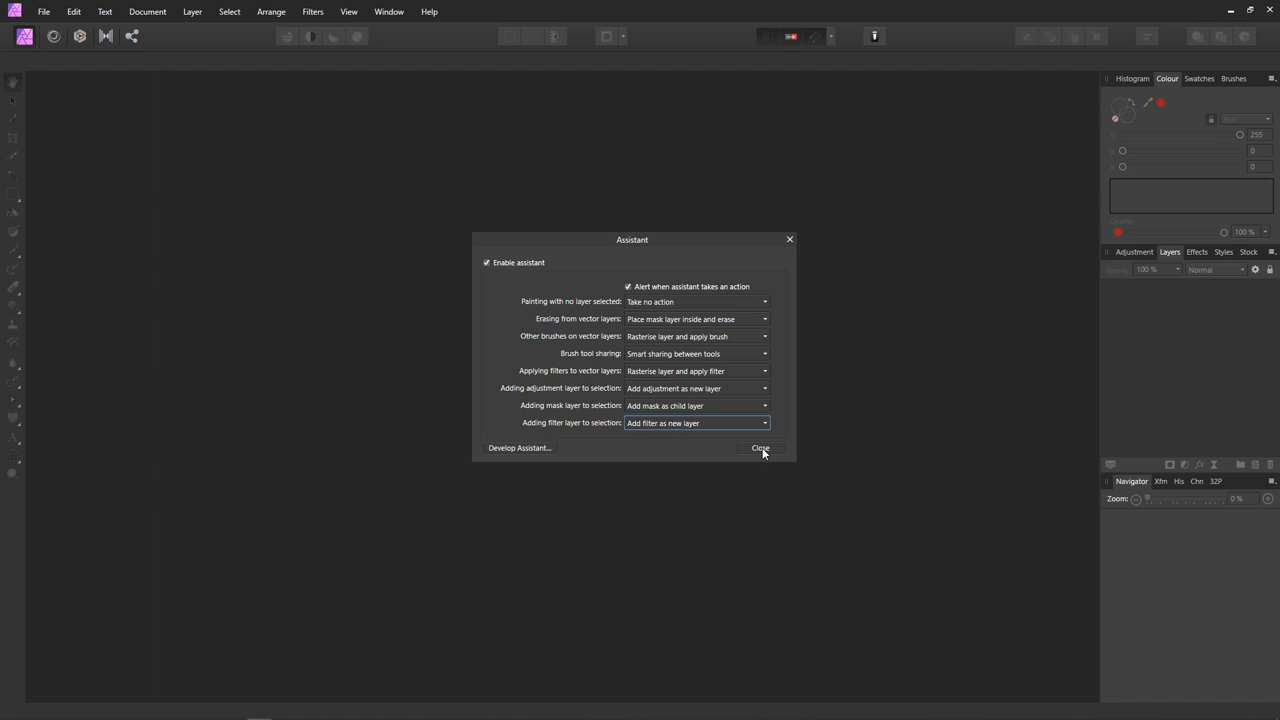 File Edit Text Document Layer Select Arrange Filters View Window Help
Histogram Colour Swatches Brushes
255
0
0
Opacity
100 %
Assistant
Enable assistant
Alert when assistant takes an action
Painting with no layer selected: Take no action
Erasing from vector layers: Place mask layer inside and erase
Other brushes on vector layers: Rasterise layer and apply brush
Brush tool sharing: Smart sharing between tools
Applying filters to vector layers: Rasterise layer and apply filter
Adding adjustment layer to selection: Add adjustment as new layer
Adding mask layer to selection: Add mask as child layer
Adding filter layer to selection: Add filter as new layer
Develop Assistant... Close
Adjustment Layers Effects Styles Stock
Opacity: 100 % Normal
Navigator Xfm His Chn 32P
Zoom: 0 %